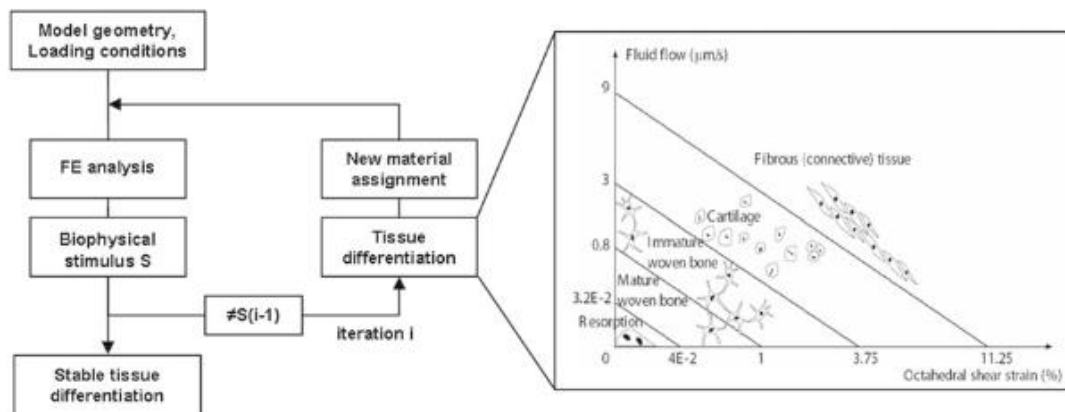 Model geometry,
Loading conditions
FE analysis
Biophysical
stimulus S
≠S(i-1)
iteration i
Stable tissue
differentiation
New material
assignment
Tissue
differentiation
Fluid flow (μm/s)
9
3
0.8
3.2E-2
0
Fibrous (connective) tissue
Cartilage
Immature
woven bone
Mature
woven bone
Resorption
4E-2
1
3.75
11.25
Octahedral shear strain (%)